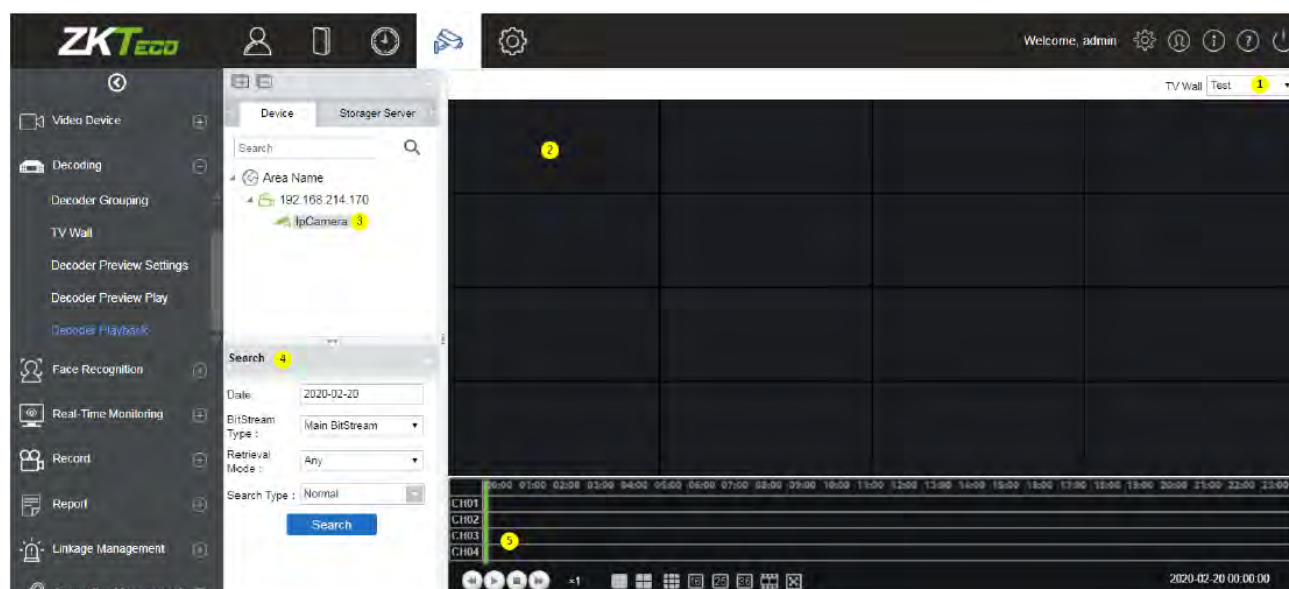 ZKTeco
Welcome, admin
TV Wall Test 1
Video Device
Decoding
Decoder Grouping
TV Wall
Decoder Preview Settings
Decoder Preview Play
Decoder Playback
Face Recognition
Real-Time Monitoring
Record
Report
Linkage Management
Device Storager Server
Search
Area Name
192.168.214.170
IpCamera 3
Search 4
Date
2020-02-20
BitStream
Type :
Main BitStream
Retrieval
Mode :
Any
Search Type : Normal
Search
2
00:00 01:00 02:00 03:00 04:00 05:00 06:00 07:00 08:00 09:00 10:00 11:00 12:00 13:00 14:00 15:00 16:00 17:00 18:00 19:00 20:00 21:00 22:00 23:00
CH01
CH02
CH03
CH04
5
×1
16 25 36
2020-02-20 00:00:00